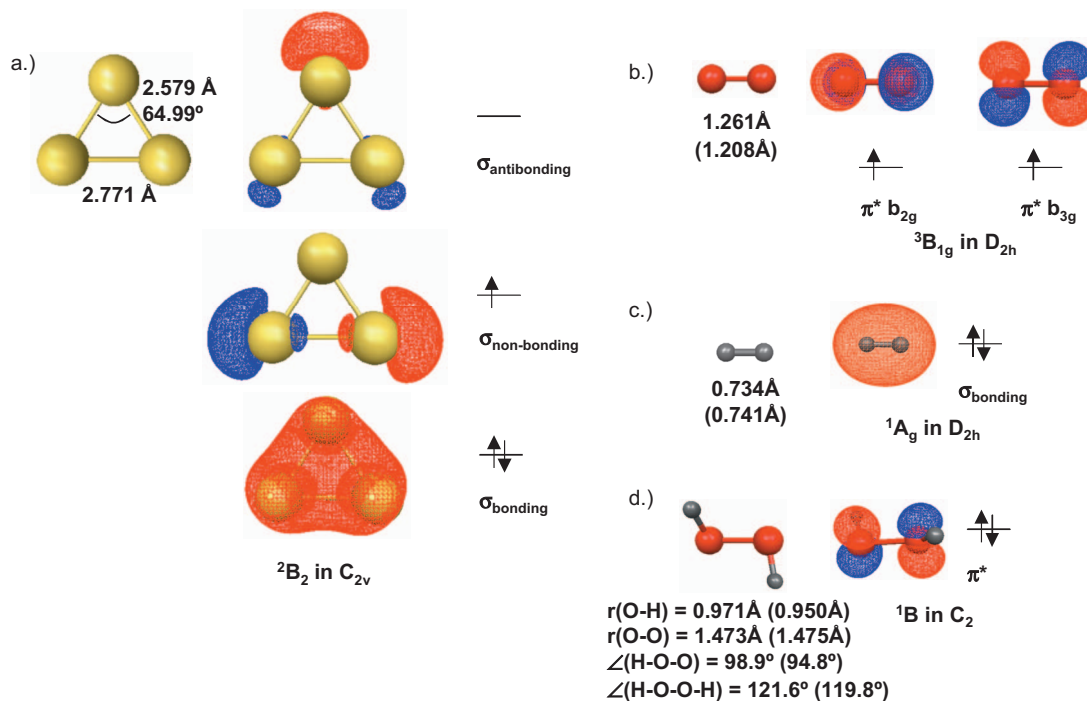 a.)
2.579 Å
64.99º
2.771 Å
σantibonding
σnon-bonding
σbonding
²B₂ in C₂ᵥ
b.)
1.261Å
(1.208Å)
π* b₂g
π* b₃g
³B₁g in D₂h
c.)
0.734Å
(0.741Å)
σbonding
¹Ag in D₂h
d.)
π*
¹B in C₂
r(O-H) = 0.971Å (0.950Å)
r(O-O) = 1.473Å (1.475Å)
∠(H-O-O) = 98.9º (94.8º)
∠(H-O-O-H) = 121.6º (119.8º)